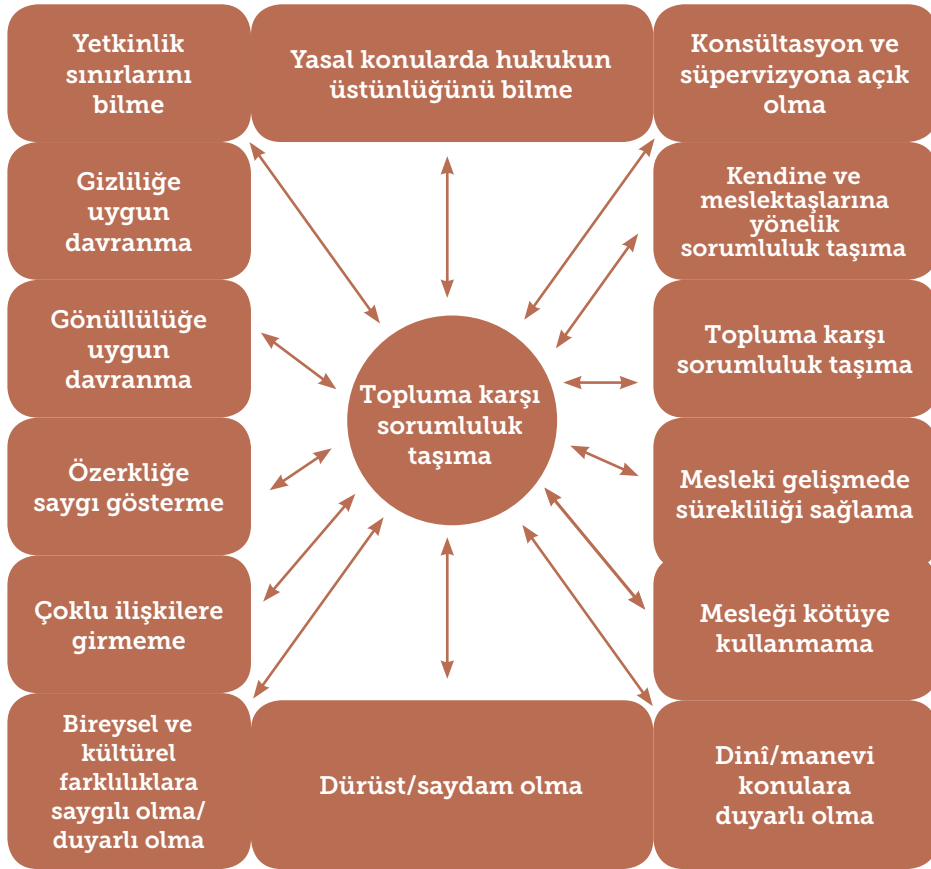 Yetkinlik
sınırlarını
bilme
Yasal konularda hukukun
üstünlüğünü bilme
Konsültasyon ve
süpervizyona açık
olma
Gizliliğe
uygun
davranma
Kendine ve
meslektaşlarına
yönelik
sorumluluk taşıma
Gönüllülüğe
uygun
davranma
Topluma karşı
sorumluluk
taşıma
Topluma karşı
sorumluluk taşıma
Özerkliğe
saygı gösterme
Mesleki gelişmede
sürekliliği sağlama
Çoklu ilişkilere
girmeme
Mesleği kötüye
kullanmama
Bireysel ve
kültürel
farklılıklara
saygılı olma/
duyarlı olma
Dürüst/saydam olma
Dinî/manevi
konulara
duyarlı olma